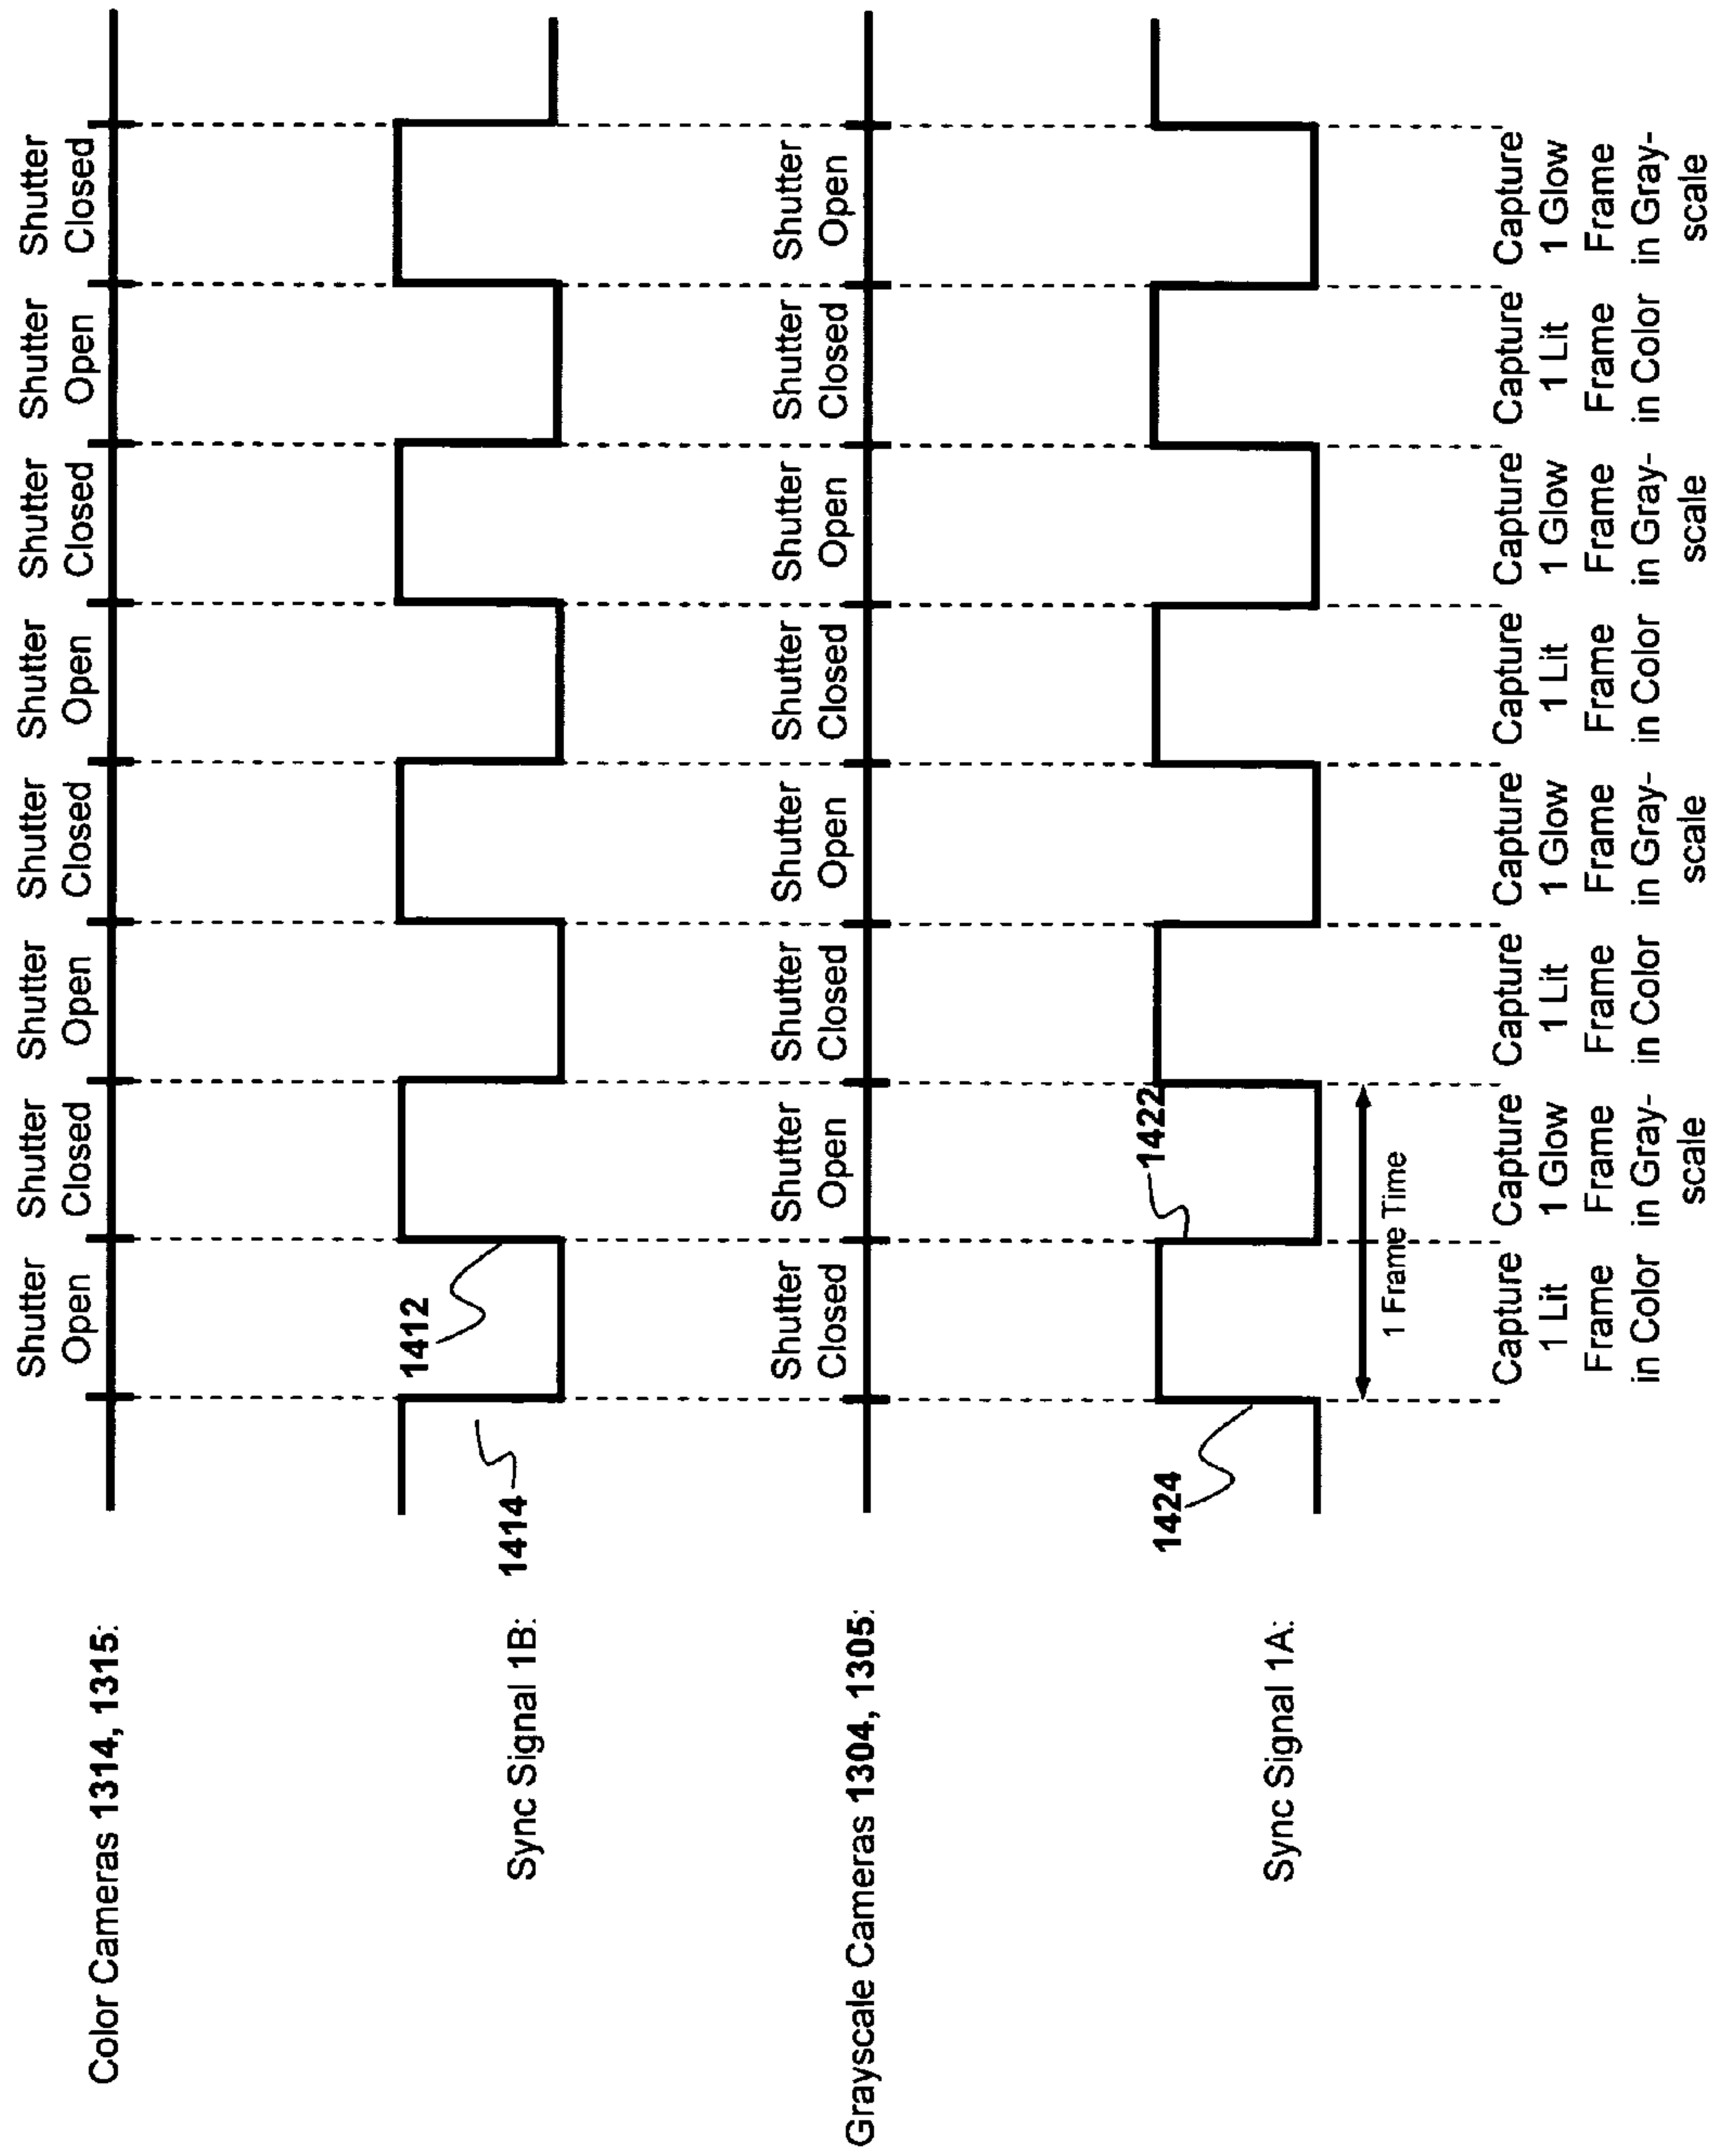 Shutter Shutter Shutter Shutter Shutter Shutter Shutter Shutter
Open Closed Open Closed Open Closed Open Closed
Color Cameras 1314, 1315:
1412
1414
Sync Signal 1B:
Shutter Shutter Shutter Shutter Shutter Shutter Shutter Shutter
Closed Open Closed Open Closed Open Closed Open
Grayscale Cameras 1304, 1305:
1422
1424
Sync Signal 1A:
1 Frame Time
Capture Capture Capture Capture Capture Capture Capture Capture
1 Lit 1 Glow 1 Lit 1 Glow 1 Lit 1 Glow 1 Lit 1 Glow
Frame Frame Frame Frame Frame Frame Frame Frame
in Color in Gray- in Color in Gray- in Color in Gray- in Color in Gray-
scale scale scale scale